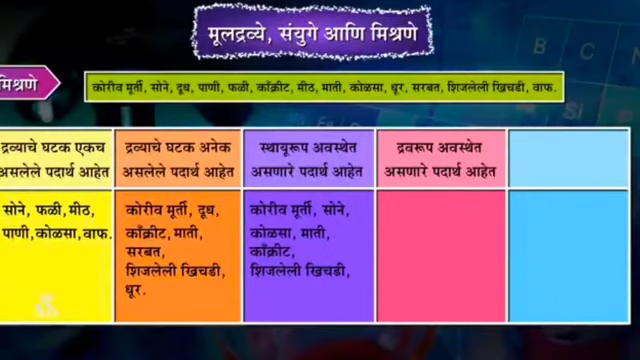 मूलद्रव्ये, संयुगे आणि मिश्रणे
मिश्रणे
कोरीव मूर्ती, सोने, दूध, पाणी, फळी, काँक्रीट, मीठ, माती, कोळसा, धूर, सरबत, शिजलेली खिचडी, वाफ.
द्रव्याचे घटक एकच
असलेले पदार्थ आहेत
द्रव्याचे घटक अनेक
असलेले पदार्थ आहेत
स्थायूरूप अवस्थेत
असणारे पदार्थ आहेत
द्रवरूप अवस्थेत
असणारे पदार्थ आहेत
सोने, फळी, मीठ,
पाणी, कोळसा, वाफ.
कोरीव मूर्ती, दूध,
काँक्रीट, माती,
सरबत,
शिजलेली खिचडी,
धूर.
कोरीव मूर्ती, सोने,
कोळसा, माती,
काँक्रीट,
शिजलेली खिचडी,
B
C
N
Si